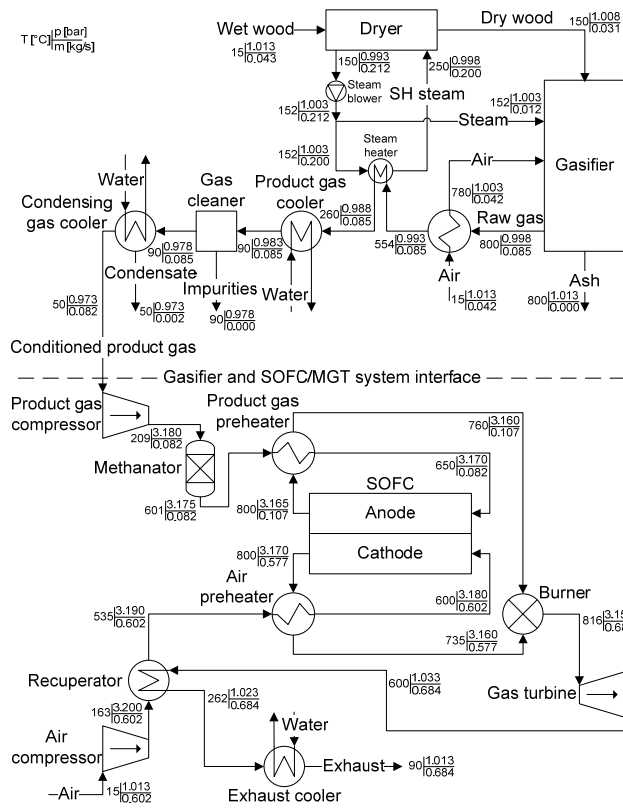 T [°C] p [bar]
m [kg/s]
Wet wood
15 1.013
0.043
Dryer
Dry wood
150 1.008
0.031
150 0.993
0.212
250 0.998
0.200
Steam
blower
SH steam
152 1.003
0.212
152 1.003
0.012
Steam
152 1.003
0.200
Steam
heater
Air
Gasifier
Water
Condensing
gas cooler
Gas
cleaner
Product gas
cooler
780 1.003
0.042
260 0.988
0.085
Raw gas
90 0.978
0.085
90 0.983
0.085
554 0.993
0.085
800 0.998
0.085
Condensate
Impurities
Water
Air
Ash
50 0.973
0.082
50 0.973
0.002
90 0.978
0.000
15 1.013
0.042
800 1.013
0.000
Conditioned product gas
Gasifier and SOFC/MGT system interface
Product gas
compressor
Product gas
preheater
760 3.160
0.107
209 3.180
0.082
Methanator
650 3.170
0.082
SOFC
601 3.175
0.082
800 3.165
0.107
Anode
800 3.170
0.577
Cathode
Air
preheater
600 3.180
0.602
Burner
535 3.190
0.602
735 3.160
0.577
816 3.15
0.68
Recuperator
600 1.033
0.684
Gas turbine
163 3.200
0.602
262 1.023
0.684
Air
compressor
Water
Exhaust
90 1.013
0.684
Air
15 1.013
0.602
Exhaust cooler